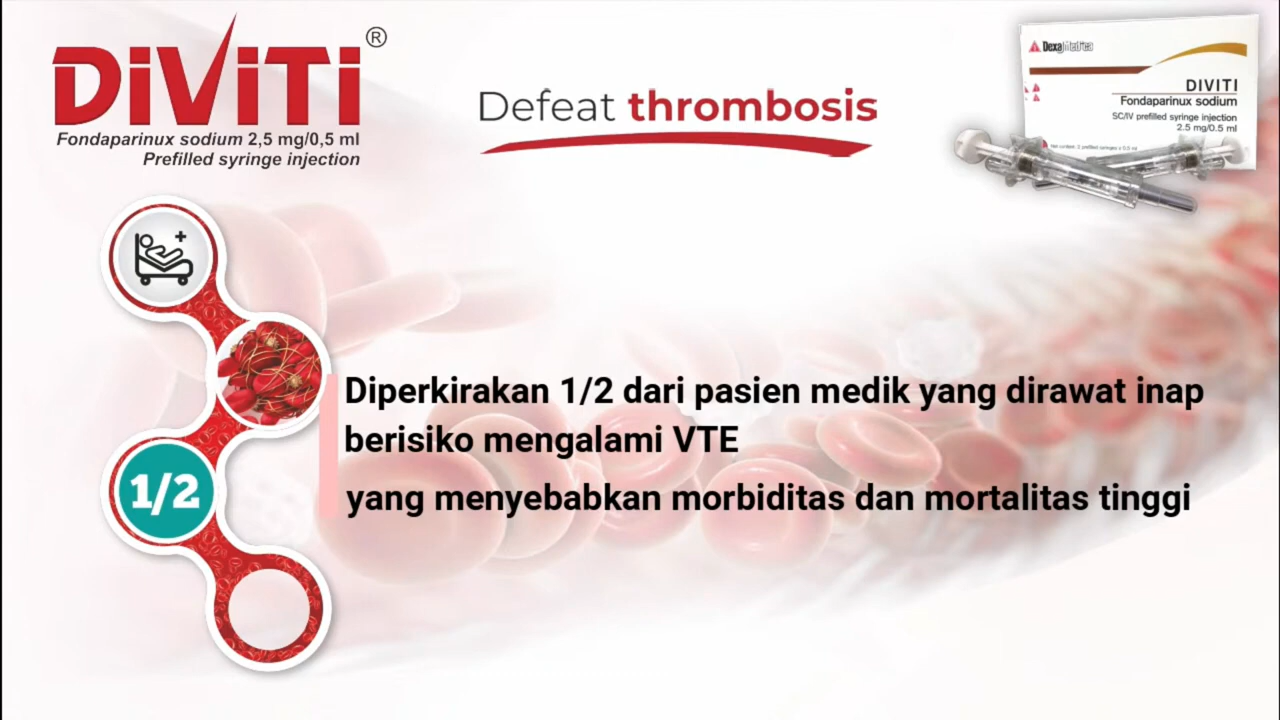 DiViTi®
Fondaparinux sodium 2,5 mg/0,5 ml
Prefilled syringe injection
Defeat thrombosis
Dexa Medica
DIVITI
Fondaparinux sodium
SC/IV prefilled syringe injection
2.5 mg/0.5 ml
Diperkirakan 1/2 dari pasien medik yang dirawat inap
berisiko mengalami VTE
1/2
yang menyebabkan morbiditas dan mortalitas tinggi